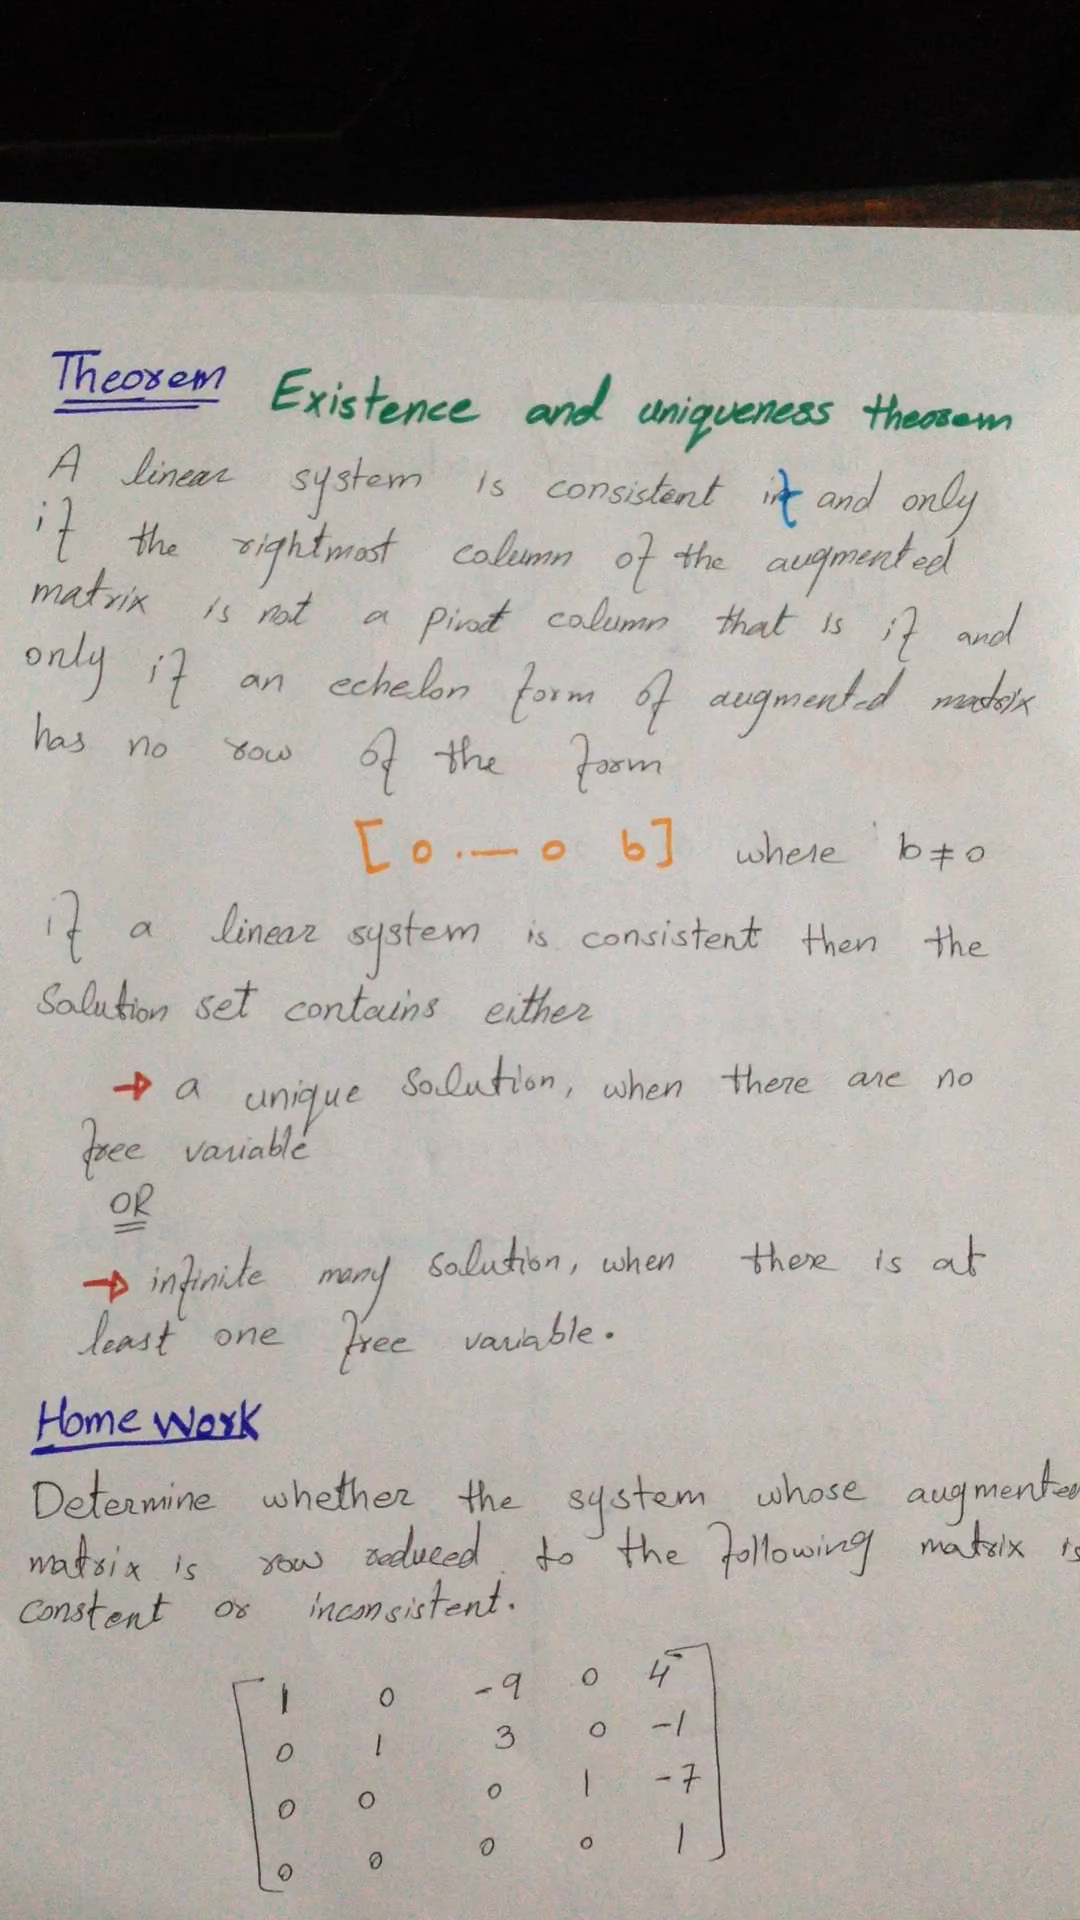 Theorem Existence and uniqueness theorem
A linear system is consistent if and only
if the rightmost column of the augmented
matrix is not a pivot column that is if and
only if an echelon form of augmented matrix
has no row of the form
[0 .— 0 b] where b ≠ 0
if a linear system is consistent then the
Solution set contains either
→ a unique solution, when there are no
free variable
OR
→ infinite many solution, when there is at
least one free variable.
Home Work
Determine whether the system whose augmented
matrix is row reduced to the following matrix is
constent or inconsistent.
1 0 -9 0 4
0 1 3 0 -1
0 0 0 1 -7
0 0 0 0 1